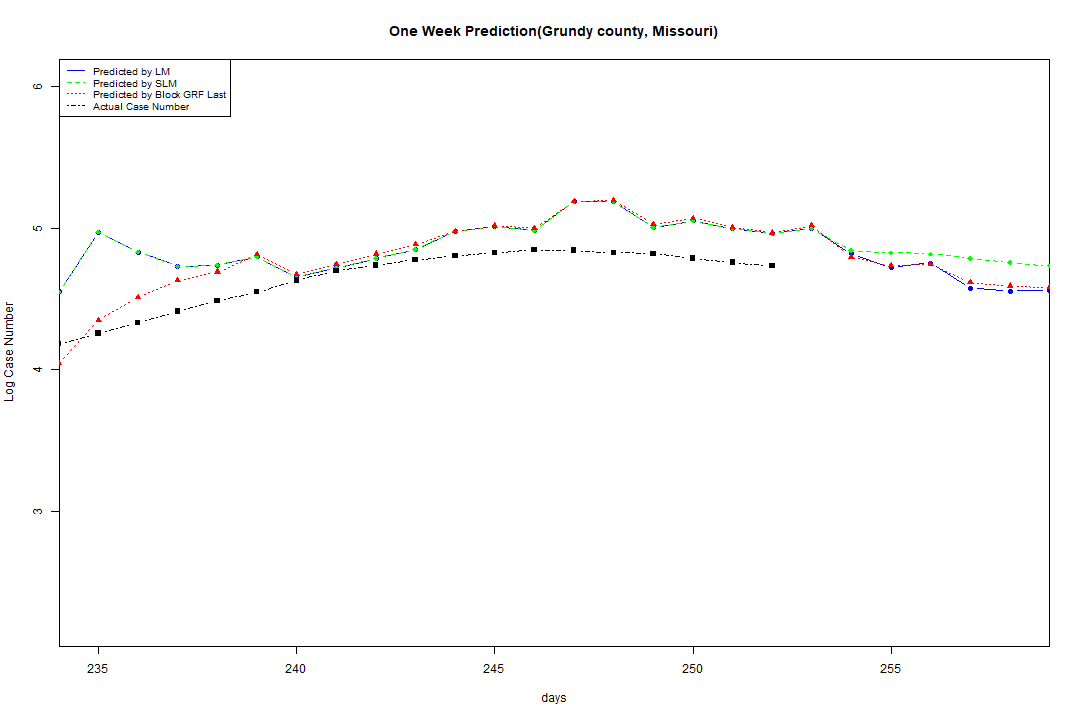 One Week Prediction(Grundy county, Missouri)
Predicted by LM
Predicted by SLM
Predicted by Block GRF Last
Actual Case Number
6
5
4
3
Log Case Number
235 240 245 250 255
days